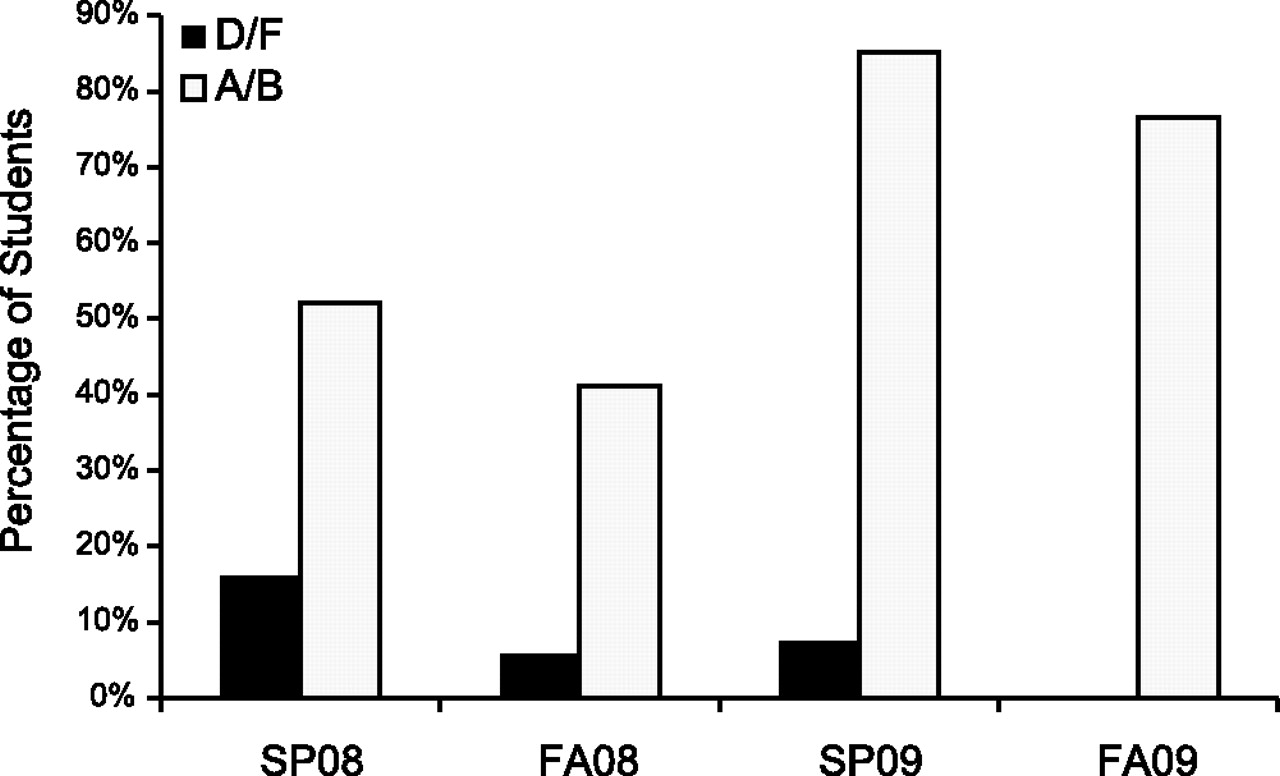 90%
D/F
80%
A/B
70%
60%
50%
40%
30%
20%
10%
0%
Percentage of Students
SP08
FA08
SP09
FA09